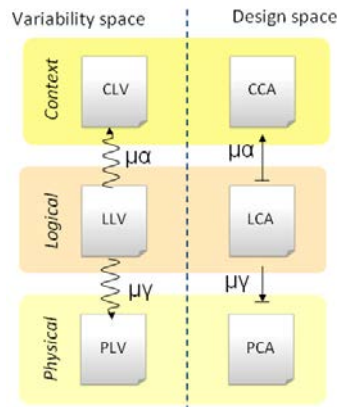 Variability space
Design space
Context
CLV
CCA
μα
μα
Logical
LLV
LCA
μγ
μγ
Physical
PLV
PCA